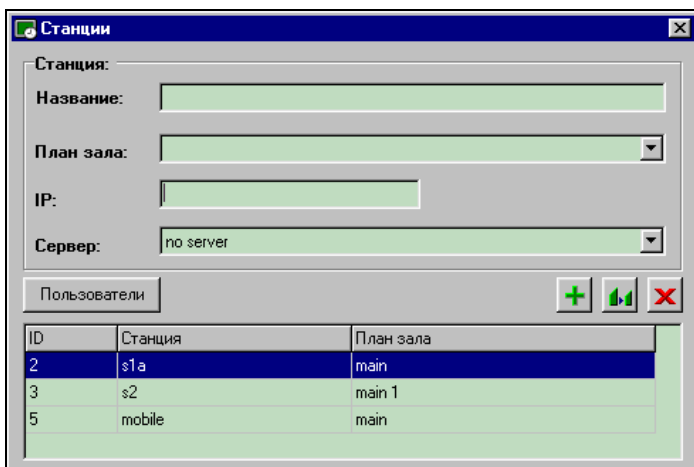 Станции
Станция:
Название:
План зала:
IP:
Сервер: no server
Пользователи
ID Станция План зала
2 s1a main
3 s2 main 1
5 mobile main